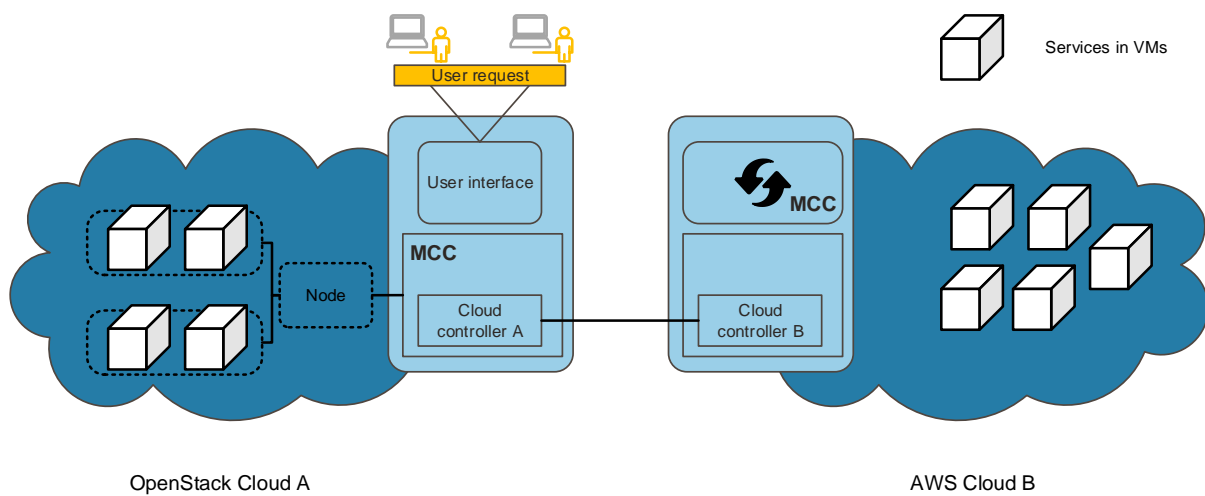 Services in VMs
User request
User interface
MCC
MCC
Node
Cloud
controller A
Cloud
controller B
OpenStack Cloud A
AWS Cloud B